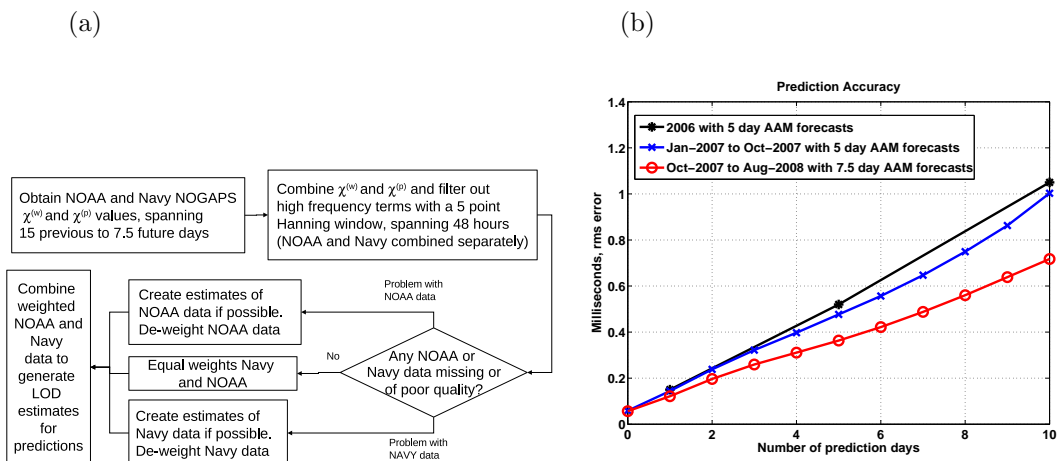 (a)
Obtain NOAA and Navy NOGAPS
χ(w) and χ(p) values, spanning
15 previous to 7.5 future days
Combine χ(w) and χ(p) and filter out
high frequency terms with a 5 point
Hanning window, spanning 48 hours
(NOAA and Navy combined separately)
Combine
weighted
NOAA and
Navy
data to
generate
LOD
estimates
for
predictions
Create estimates of
NOAA data if possible.
De-weight NOAA data
Problem with
NOAA data
Equal weights Navy
and NOAA
No
Any NOAA or
Navy data missing or
of poor quality?
Create estimates of
Navy data if possible.
De-weight Navy data
Problem with
NAVY data
(b)
Prediction Accuracy
2006 with 5 day AAM forecasts
Jan−2007 to Oct−2007 with 5 day AAM forecasts
Oct−2007 to Aug−2008 with 7.5 day AAM forecasts
Milliseconds, rms error
1.4
1.2
1
0.8
0.6
0.4
0.2
0
0 2 4 6 8 10
Number of prediction days